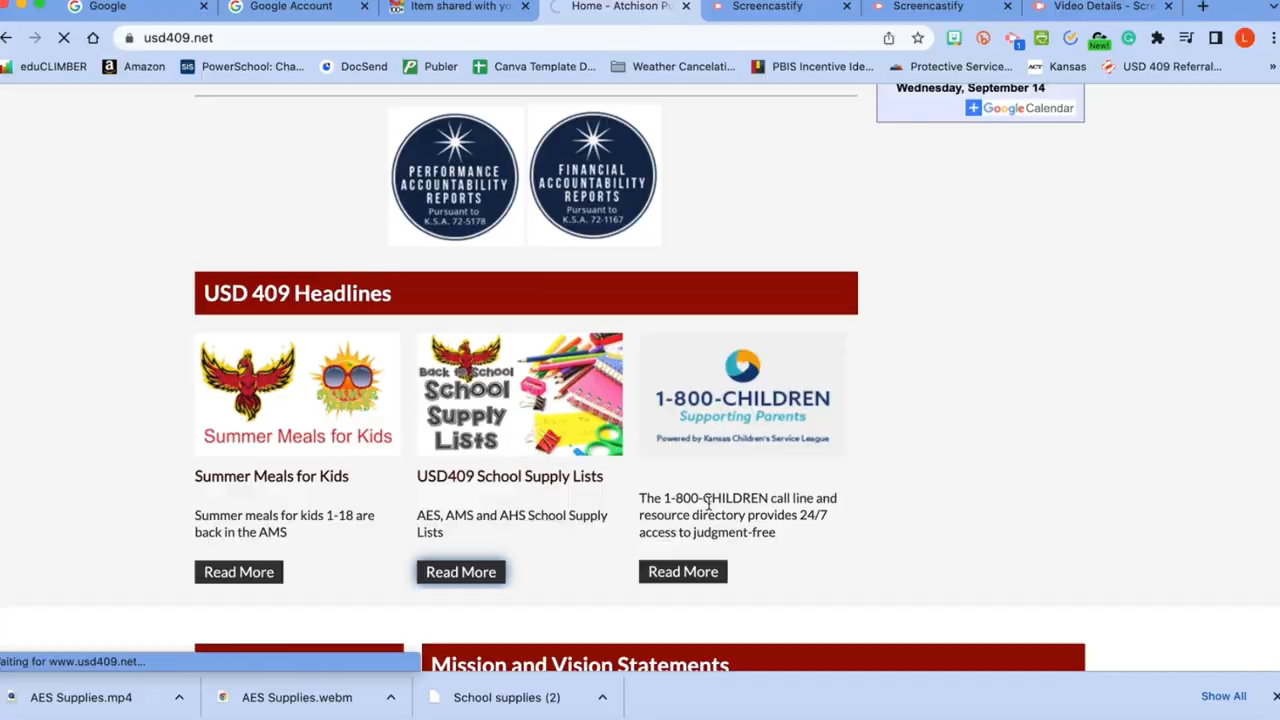 Google
Google Account
Item shared with yo
Home - Atchison Pu
Screencastify
Screencastify
Video Details - Scre
usd409.net
1
New!
L
eduCLIMBER
Amazon
SIS
PowerSchool: Cha...
DocSend
Publer
Canva Template D...
Weather Cancelati...
PBIS Incentive Ide...
Protective Service...
ACT
Kansas
USD 409 Referral...
Wednesday, September 14
Google Calendar
PERFORMANCE
ACCOUNTABILITY
REPORTS
Pursuant to
K.S.A. 72-5178
FINANCIAL
ACCOUNTABILITY
REPORTS
Pursuant to
K.S.A. 72-1167
USD 409 Headlines
Summer Meals for Kids
Back to School
School
Supply
Lists
1-800-CHILDREN
Supporting Parents
Powered by Kansas Children's Service League
Summer Meals for Kids
Summer meals for kids 1-18 are
back in the AMS
Read More
USD409 School Supply Lists
AES, AMS and AHS School Supply
Lists
Read More
The 1-800-CHILDREN call line and
resource directory provides 24/7
access to judgment-free
Read More
Mission and Vision Statements
aiting for www.usd409.net...
AES Supplies.mp4
AES Supplies.webm
School supplies (2)
Show All